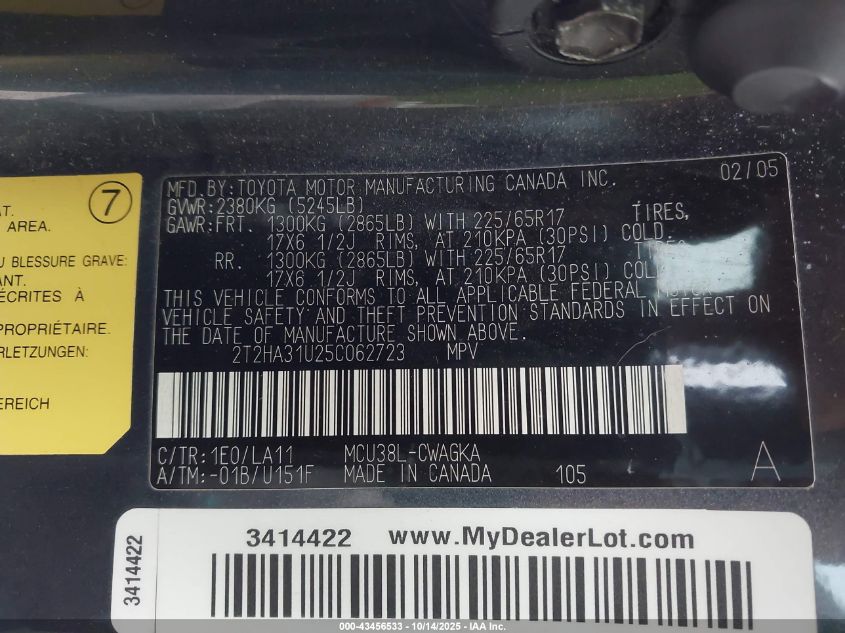 7
T.
AREA.
U BLESSURE GRAVE:
ANT.
ÉCRITES À
PROPRIÉTAIRE.
RLETZUNGEN:
EREICH
MFD. BY: TOYOTA MOTOR MANUFACTURING CANADA INC. 02/05
GVWR: 2380KG (5245LB)
GAWR: FRT. 1300KG (2865LB) WITH 225/65R17 TIRES,
17X6 1/2J RIMS, AT 210KPA (30PSI) COLD.
RR. 1300KG (2865LB) WITH 225/65R17 TIRES
17X6 1/2J RIMS, AT 210KPA (30PSI) COLD
THIS VEHICLE CONFORMS TO ALL APPLICABLE FEDERAL MOTOR
VEHICLE SAFETY AND THEFT PREVENTION STANDARDS IN EFFECT ON
THE DATE OF MANUFACTURE SHOWN ABOVE.
2T2HA31U25C062723 MPV
C/TR: 1E0/LA11 MCU38L-CWAGKA
A/TM: -01B/U151F MADE IN CANADA 105 A
3414422 www.MyDealerLot.com
3414422
000-43456533 - 10/14/2025 - IAA Inc.